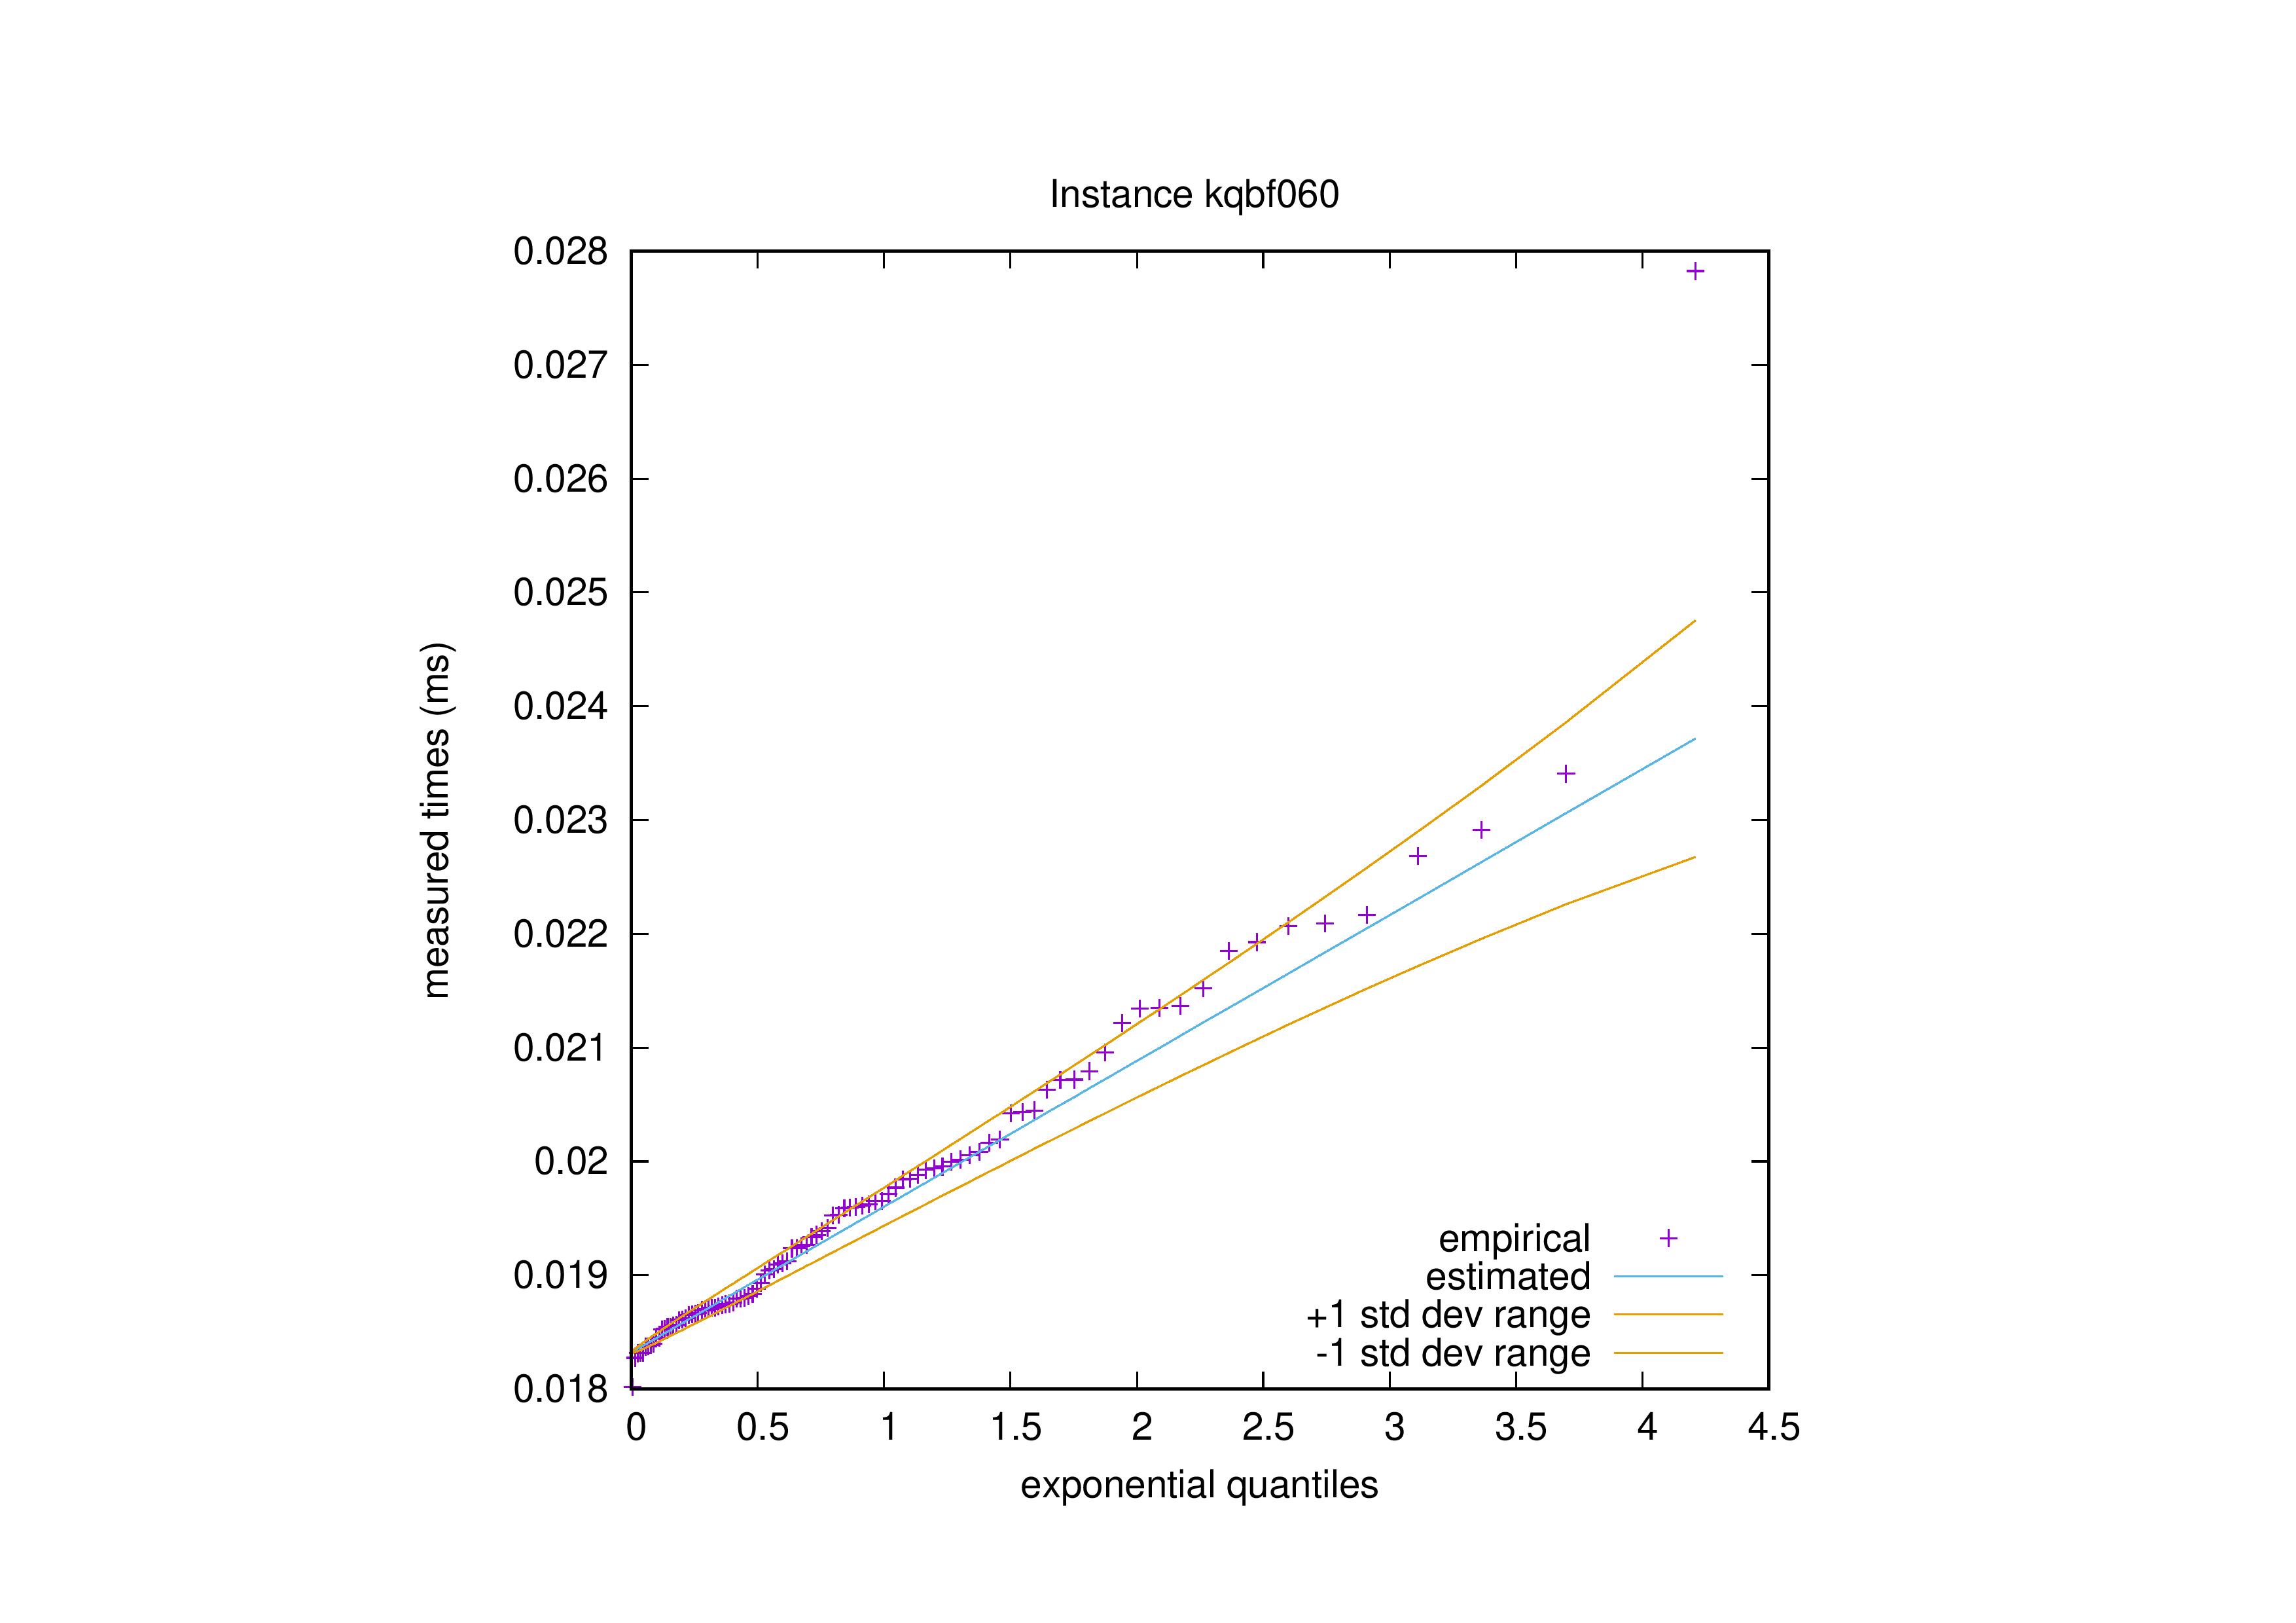 Instance kqbf060
0.028
0.027
0.026
0.025
0.024
0.023
0.022
0.021
0.02
0.019
0.018
measured times (ms)
empirical
estimated
+1 std dev range
-1 std dev range
0 0.5 1 1.5 2 2.5 3 3.5 4 4.5
exponential quantiles